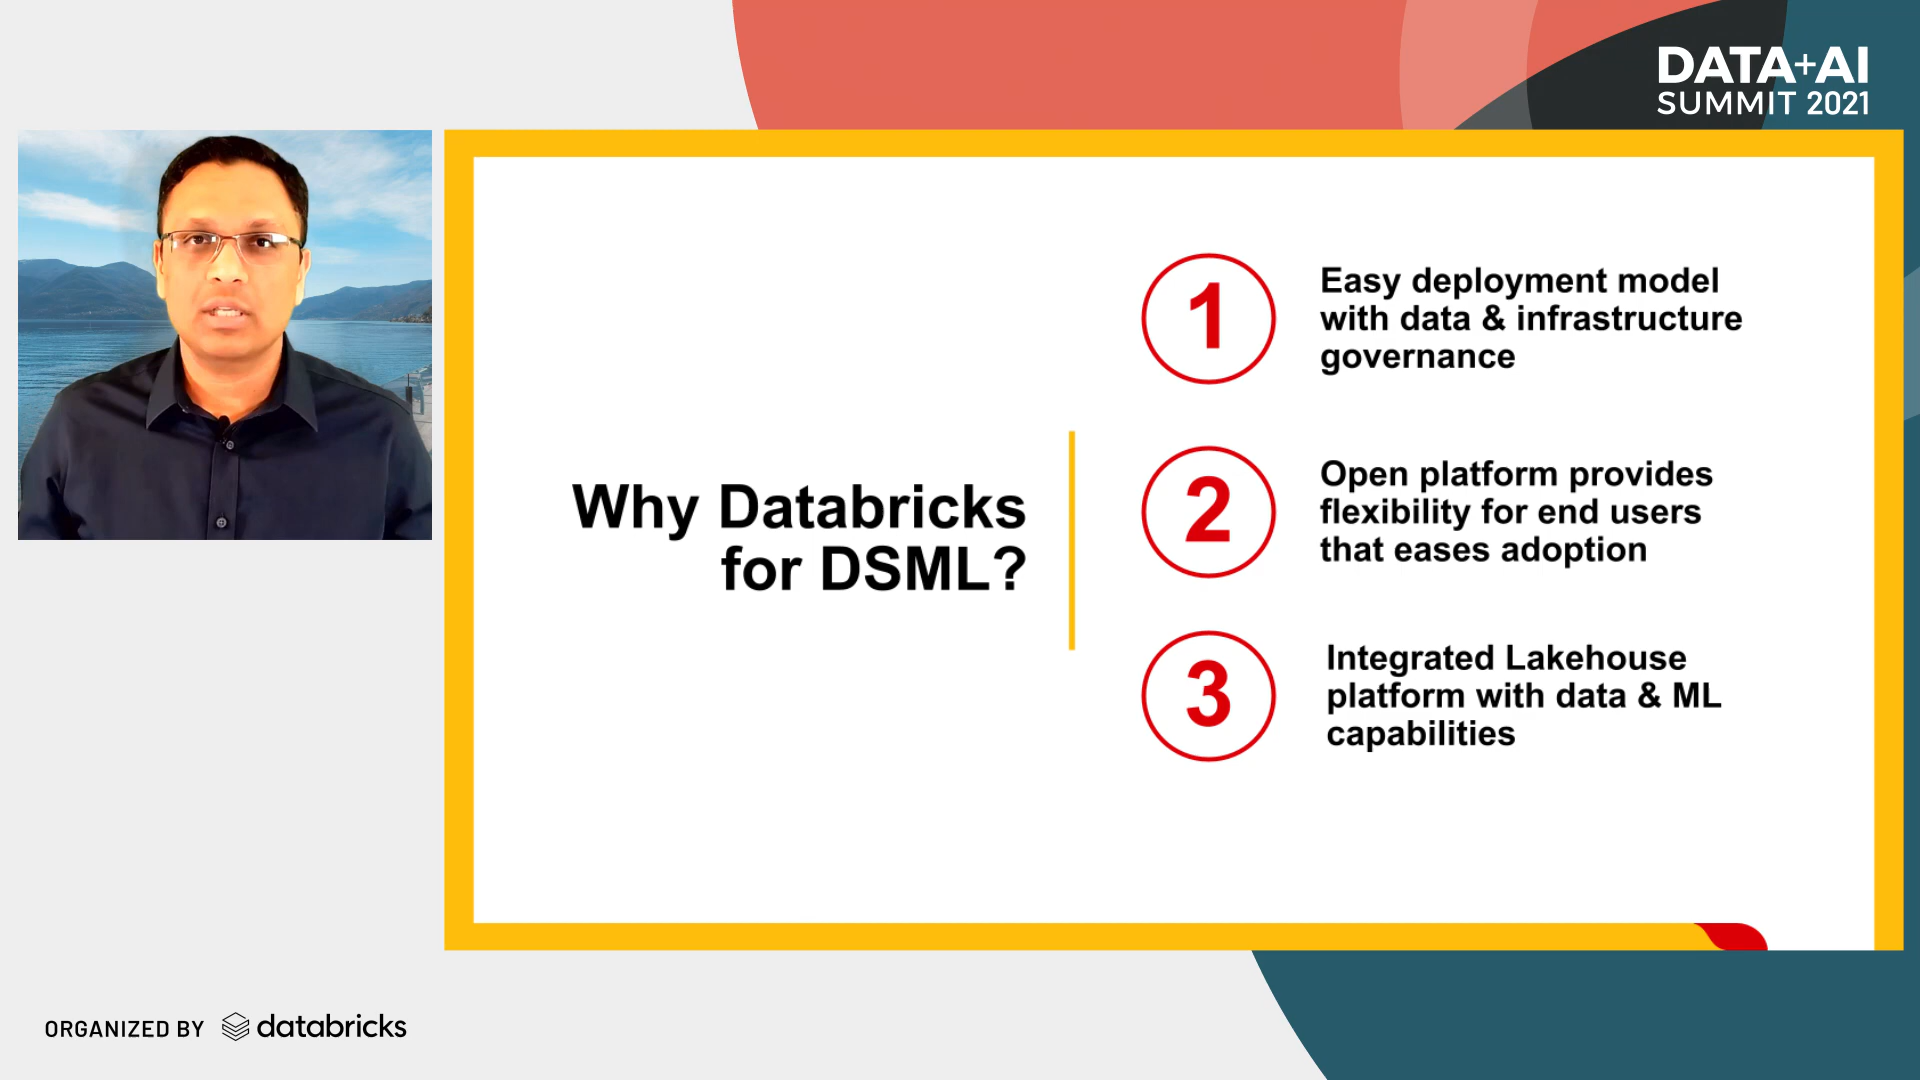 DATA+AI
SUMMIT 2021
Why Databricks
for DSML?
1
Easy deployment model
with data & infrastructure
governance
2
Open platform provides
flexibility for end users
that eases adoption
3
Integrated Lakehouse
platform with data & ML
capabilities
ORGANIZED BY databricks